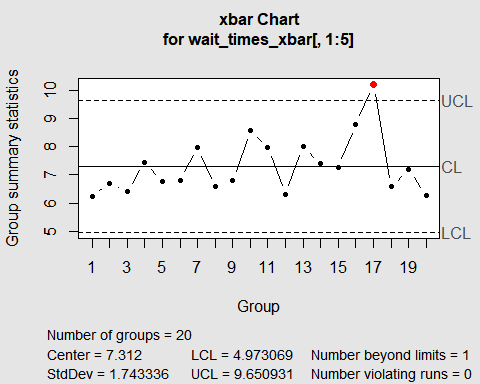 xbar Chart
for wait_times_xbar[, 1:5]
Group summary statistics
10
9
8
7
6
5
UCL
CL
LCL
1 3 5 7 9 11 13 15 17 19
Group
Number of groups = 20
Center = 7.312 LCL = 4.973069 Number beyond limits = 1
StdDev = 1.743336 UCL = 9.650931 Number violating runs = 0